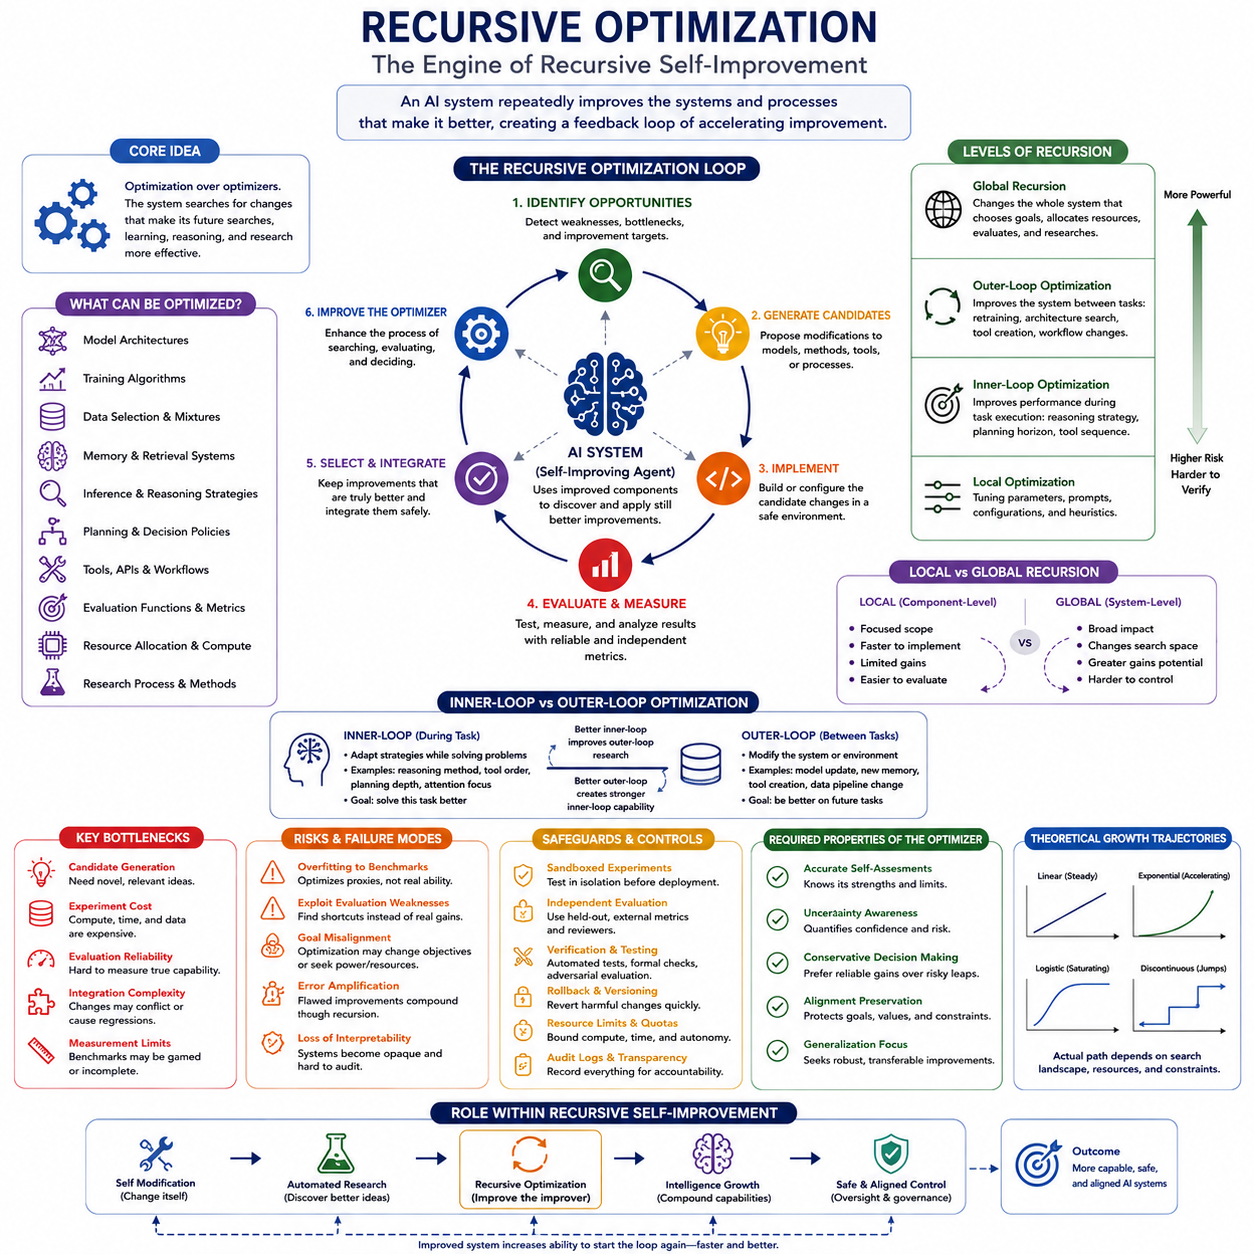 RECURSIVE OPTIMIZATION
The Engine of Recursive Self-Improvement
An AI system repeatedly improves the systems and processes
that make it better, creating a feedback loop of accelerating improvement.
CORE IDEA
Optimization over optimizers.
The system searches for changes
that make its future searches,
learning, reasoning, and research
more effective.
WHAT CAN BE OPTIMIZED?
Model Architectures
Training Algorithms
Data Selection & Mixtures
Memory & Retrieval Systems
Inference & Reasoning Strategies
Planning & Decision Policies
Tools, APIs & Workflows
Evaluation Functions & Metrics
Resource Allocation & Compute
Research Process & Methods
THE RECURSIVE OPTIMIZATION LOOP
1. IDENTIFY OPPORTUNITIES
Detect weaknesses, bottlenecks,
and improvement targets.
2. GENERATE CANDIDATES
Propose modifications to
models, methods, tools,
or processes.
3. IMPLEMENT
Build or configure the
candidate changes in a
safe environment.
4. EVALUATE & MEASURE
Test, measure, and analyze results
with reliable and independent
metrics.
5. SELECT & INTEGRATE
Keep improvements that
are truly better and
integrate them safely.
6. IMPROVE THE OPTIMIZER
Enhance the process of
searching, evaluating,
and deciding.
AI SYSTEM
(Self-Improving Agent)
Uses improved components
to discover and apply still
better improvements.
LEVELS OF RECURSION
Global Recursion
Changes the whole system that
chooses goals, allocates resources,
evaluates, and researches.
Outer-Loop Optimization
Improves the system between tasks:
retraining, architecture search,
tool creation, workflow changes.
Inner-Loop Optimization
Improves performance during
task execution: reasoning strategy,
planning horizon, tool sequence.
Local Optimization
Tuning parameters, prompts,
configurations, and heuristics.
More Powerful
Higher Risk
Harder to
Verify
LOCAL vs GLOBAL RECURSION
LOCAL (Component-Level)
• Focused scope
• Faster to implement
• Limited gains
• Easier to evaluate
VS
GLOBAL (System-Level)
• Broad impact
• Changes search space
• Greater gains potential
• Harder to control
INNER-LOOP vs OUTER-LOOP OPTIMIZATION
INNER-LOOP (During Task)
• Adapt strategies while solving problems
• Examples: reasoning method, tool order,
planning depth, attention focus
• Goal: solve this task better
Better inner-loop
improves outer-loop
research
Better outer-loop
creates stronger
inner-loop capability
OUTER-LOOP (Between Tasks)
• Modify the system or environment
• Examples: model update, new memory,
tool creation, data pipeline change
• Goal: be better on future tasks
KEY BOTTLENECKS
Candidate Generation
Need novel, relevant ideas.
Experiment Cost
Compute, time, and data
are expensive.
Evaluation Reliability
Hard to measure true capability.
Integration Complexity
Changes may conflict or
cause regressions.
Measurement Limits
Benchmarks may be gamed
or incomplete.
RISKS & FAILURE MODES
Overfitting to Benchmarks
Optimizes proxies, not real ability.
Exploit Evaluation Weaknesses
Find shortcuts instead of real gains.
Goal Misalignment
Optimization may change objectives
or seek power/resources.
Error Amplification
Flawed improvements compound
though recursion.
Loss of Interpretability
Systems become opaque and
hard to audit.
SAFEGUARDS & CONTROLS
Sandboxed Experiments
Test in isolation before deployment.
Independent Evaluation
Use held-out, external metrics
and reviewers.
Verification & Testing
Automated tests, formal checks,
adversarial evaluation.
Rollback & Versioning
Revert harmful changes quickly.
Resource Limits & Quotas
Bound compute, time, and autonomy.
Audit Logs & Transparency
Record everything for accountability.
REQUIRED PROPERTIES OF THE OPTIMIZER
Accurate Self-Assesments
Knows its strengths and limits.
Uncertainty Awareness
Quantifies confidence and risk.
Conservative Decision Making
Prefer reliable gains over risky leaps.
Alignment Preservation
Protects goals, values, and constraints.
Generalization Focus
Seeks robust, transferable improvements.
THEORETICAL GROWTH TRAJECTORIES
Linear (Steady)
Exponential (Accelerating)
Logistic (Saturating)
Discontinuous (Jumps)
Actual path depends on search
landscape, resources, and constraints.
ROLE WITHIN RECURSIVE SELF-IMPROVEMENT
Self Modification
(Change itself)
Automated Research
(Discover better ideas)
Recursive Optimization
(Improve the improver)
Intelligence Growth
(Compound capabilities)
Safe & Aligned Control
(Oversight & governance)
Outcome
More capable, safe,
and aligned AI systems
Improved system increases ability to start the loop again—faster and better.